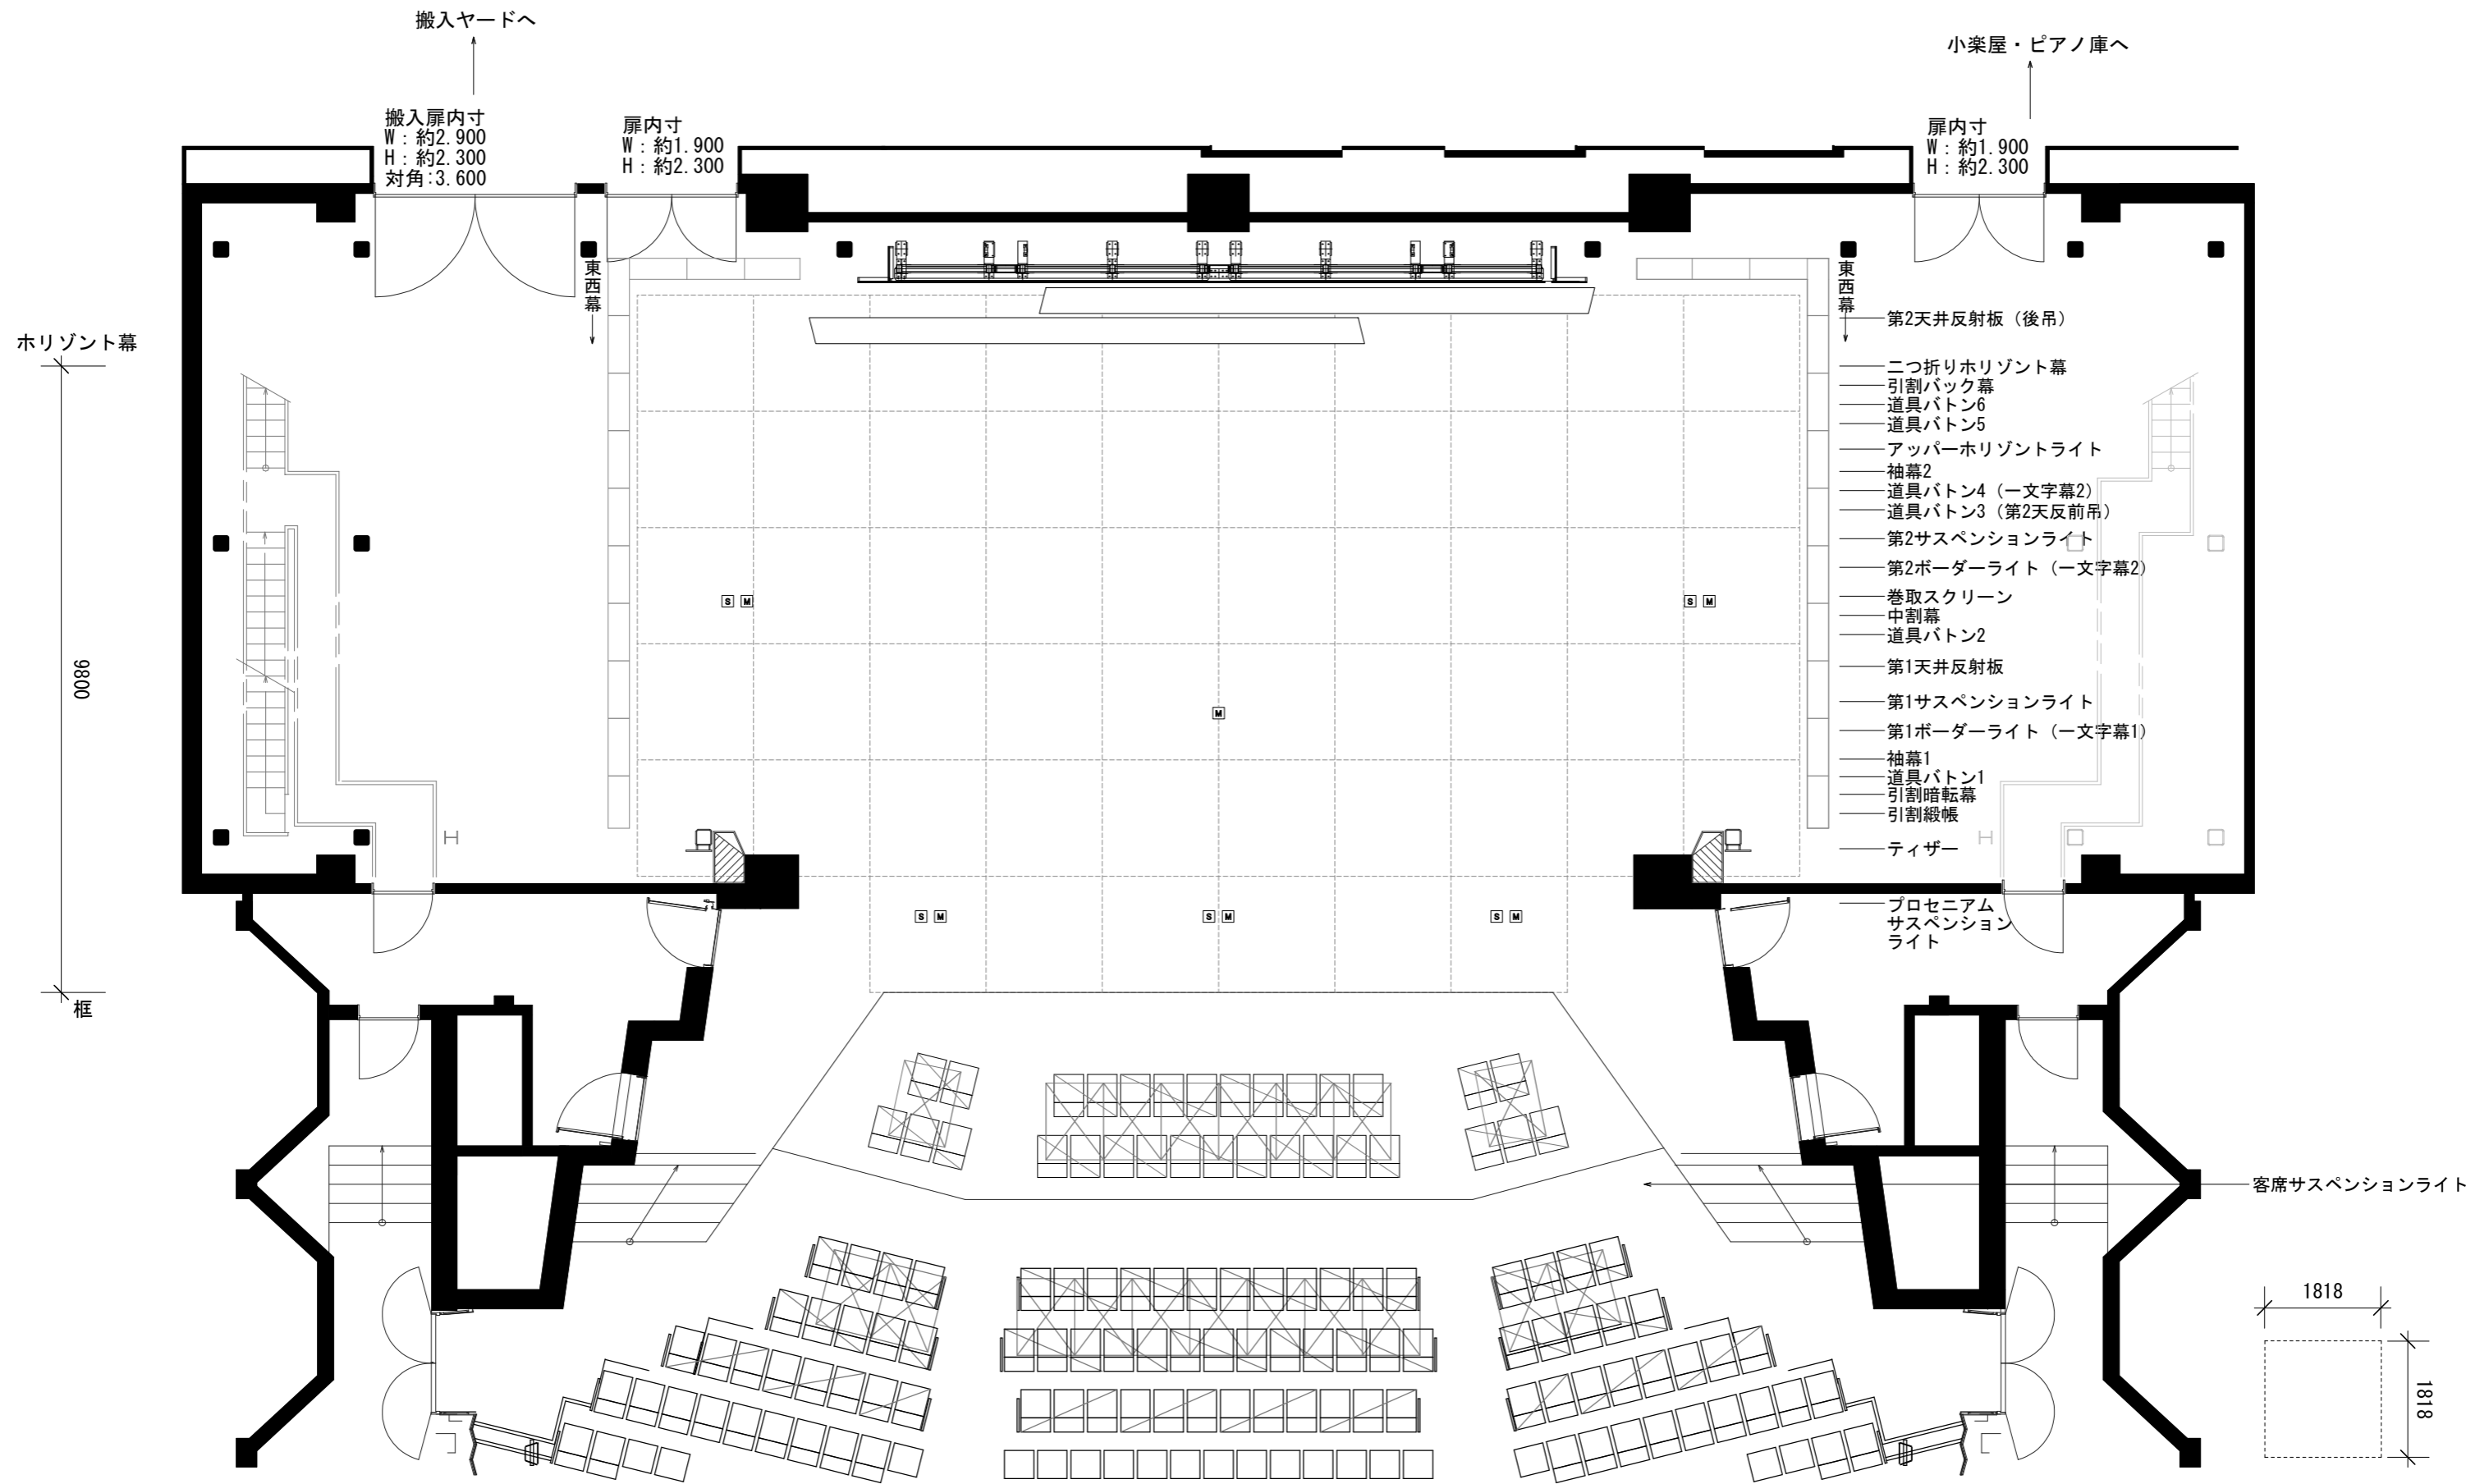 搬入ヤードへ
小楽屋・ピアノ庫へ
搬入扉内寸
W:約2.900
H:約2.300
対角:3.600
扉内寸
W:約1.900
H:約2.300
扉内寸
W:約1.900
H:約2.300
東西幕
東西幕
ホリゾント幕
9800
框
第2天井反射板（後吊）
二つ折りホリゾント幕
引割バック幕
道具バトン6
道具バトン5
アッパーホリゾントライト
袖幕2
道具バトン4（一文字幕2）
道具バトン3（第2天反前吊）
第2サスペンションライト
第2ボーダーライト（一文字幕2）
巻取スクリーン
中割幕
道具バトン2
第1天井反射板
第1サスペンションライト
第1ボーダーライト（一文字幕1）
袖幕1
道具バトン1
引割暗転幕
引割緞帳
ティザー
プロセニアム
サスペンション
ライト
S M
S M
M
S M
S M
S M
客席サスペンションライト
1818
1818